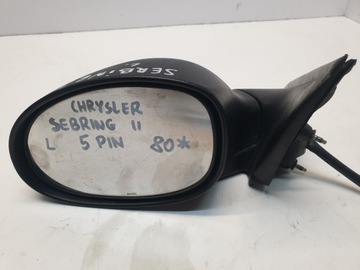 SEBRING
L
CHRYSLER
SEBRING II
L 5 PIN 80*